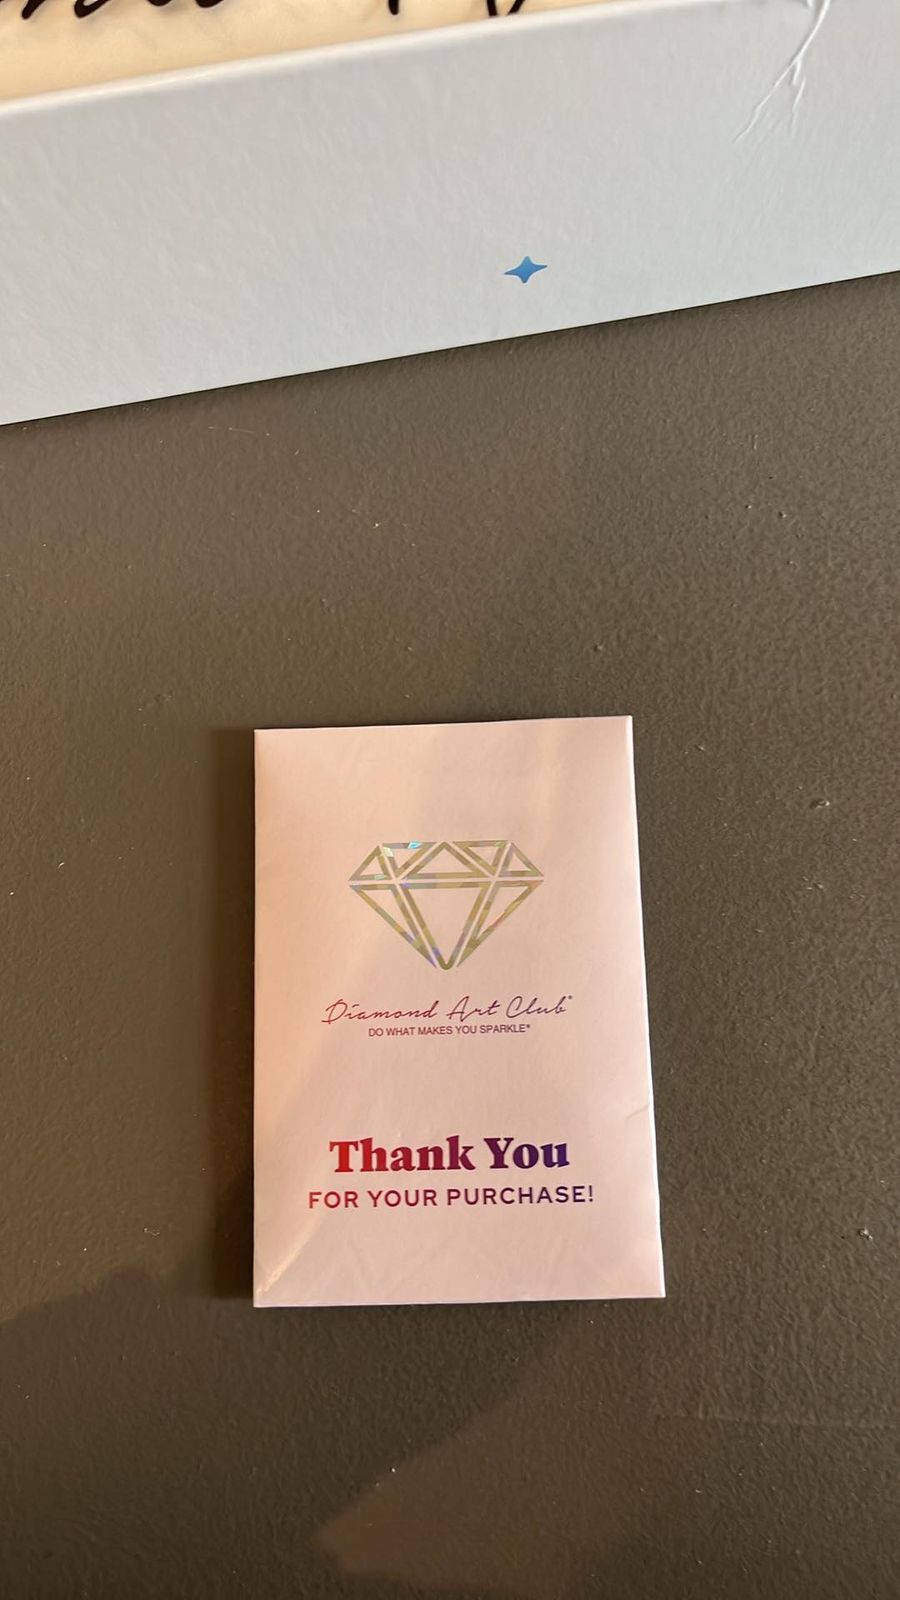 Diamond Art Club®
DO WHAT MAKES YOU SPARKLE®
Thank You
FOR YOUR PURCHASE!